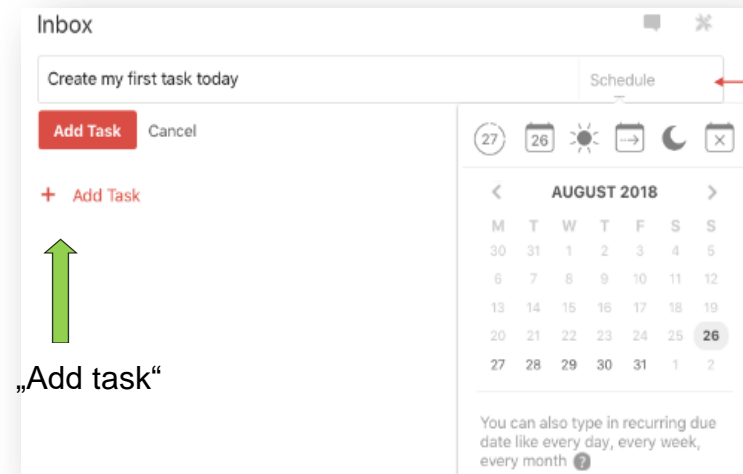 Inbox
Create my first task today Schedule
Add Task Cancel
27 26
+ Add Task
AUGUST 2018
M T W T F S S
30 31 1 2 3 4 5
6 7 8 9 10 11 12
13 14 15 16 17 18 19
20 21 22 23 24 25 26
27 28 29 30 31 1 2
„Add task“
You can also type in recurring due
date like every day, every week,
every month ?